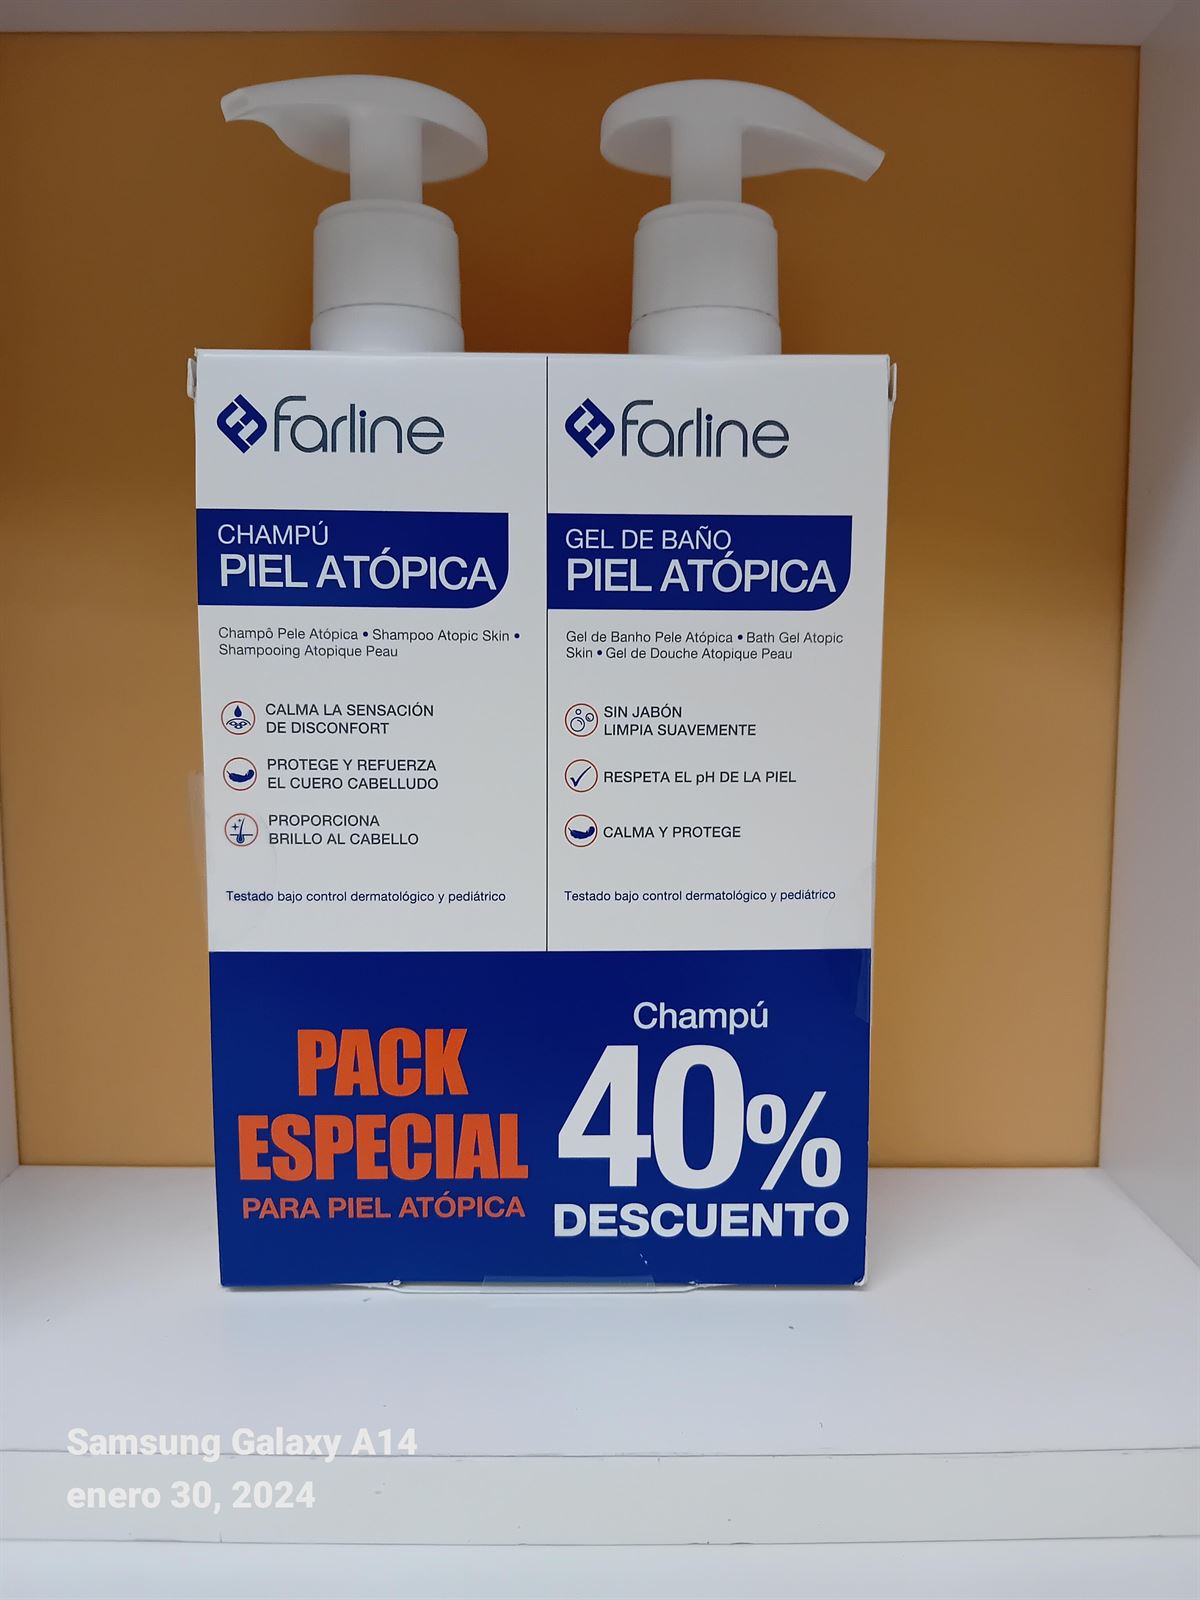 farline
CHAMPÚ
PIEL ATÓPICA
Champô Pele Atópica • Shampoo Atopic Skin •
Shampooing Atopique Peau
CALMA LA SENSACIÓN
DE DISCONFORT
PROTEGE Y REFUERZA
EL CUERO CABELLUDO
PROPORCIONA
BRILLO AL CABELLO
Testado bajo control dermatológico y pediátrico
farline
GEL DE BAÑO
PIEL ATÓPICA
Gel de Banho Pele Atópica • Bath Gel Atopic
Skin • Gel de Douche Atopique Peau
SIN JABÓN
LIMPIA SUAVEMENTE
RESPETA EL pH DE LA PIEL
CALMA Y PROTEGE
Testado bajo control dermatológico y pediátrico
PACK
ESPECIAL
PARA PIEL ATÓPICA
Champú
40%
DESCUENTO
Samsung Galaxy A14
enero 30, 2024